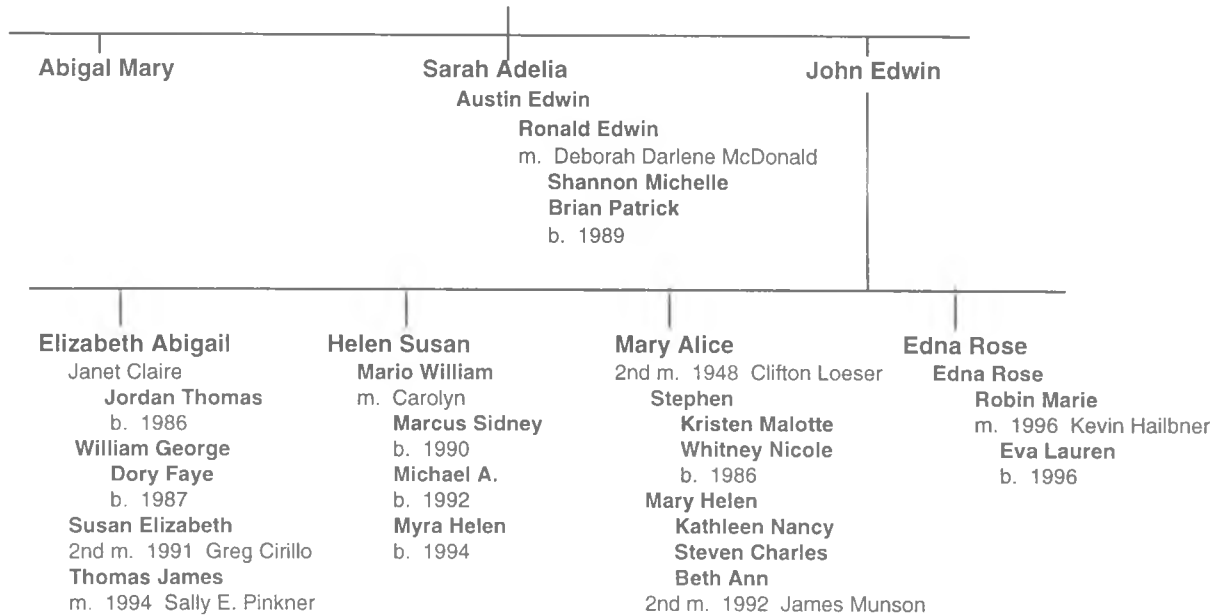 Abigal Mary
Sarah Adelia
John Edwin
Austin Edwin
Ronald Edwin
m. Deborah Darlene McDonald
Shannon Michelle
Brian Patrick
b. 1989
Elizabeth Abigail
Janet Claire
Jordan Thomas
b. 1986
William George
Dory Faye
b. 1987
Susan Elizabeth
2nd m. 1991 Greg Cirillo
Thomas James
m. 1994 Sally E. Pinkner
Helen Susan
Mario William
m. Carolyn
Marcus Sidney
b. 1990
Michael A.
b. 1992
Myra Helen
b. 1994
Mary Alice
2nd m. 1948 Clifton Loeser
Stephen
Kristen Malotte
Whitney Nicole
b. 1986
Mary Helen
Kathleen Nancy
Steven Charles
Beth Ann
2nd m. 1992 James Munson
Edna Rose
Edna Rose
Robin Marie
m. 1996 Kevin Hailbner
Eva Lauren
b. 1996